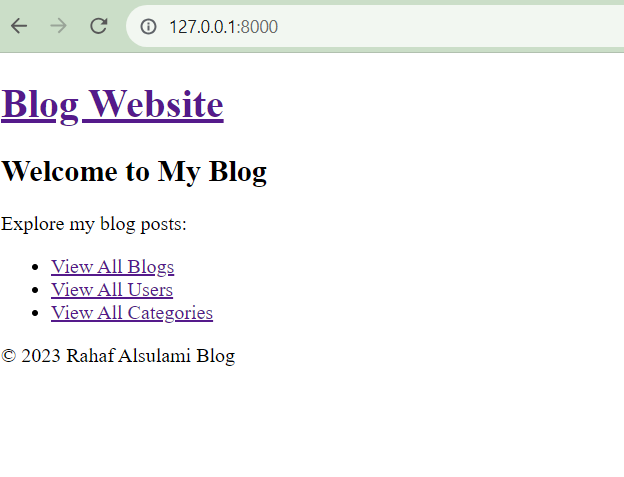 127.0.0.1:8000
Blog Website
Welcome to My Blog
Explore my blog posts:
View All Blogs
View All Users
View All Categories
© 2023 Rahaf Alsulami Blog